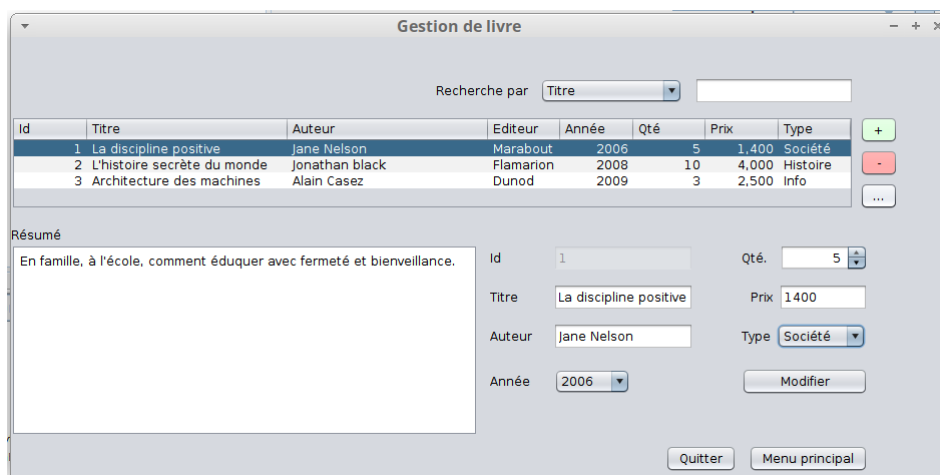 Gestion de livre
Recherche par Titre
Id Titre Auteur Editeur Année Qté Prix Type
1 La discipline positive Jane Nelson Marabout 2006 5 1,400 Société
2 L'histoire secrète du monde Jonathan black Flamarion 2008 10 4,000 Histoire
3 Architecture des machines Alain Casez Dunod 2009 3 2,500 Info
+
-
...
Résumé
En famille, à l'école, comment éduquer avec fermeté et bienveillance.
Id 1 Qté. 5
Titre La discipline positive Prix 1400
Auteur Jane Nelson Type Société
Année 2006 Modifier
Quitter Menu principal